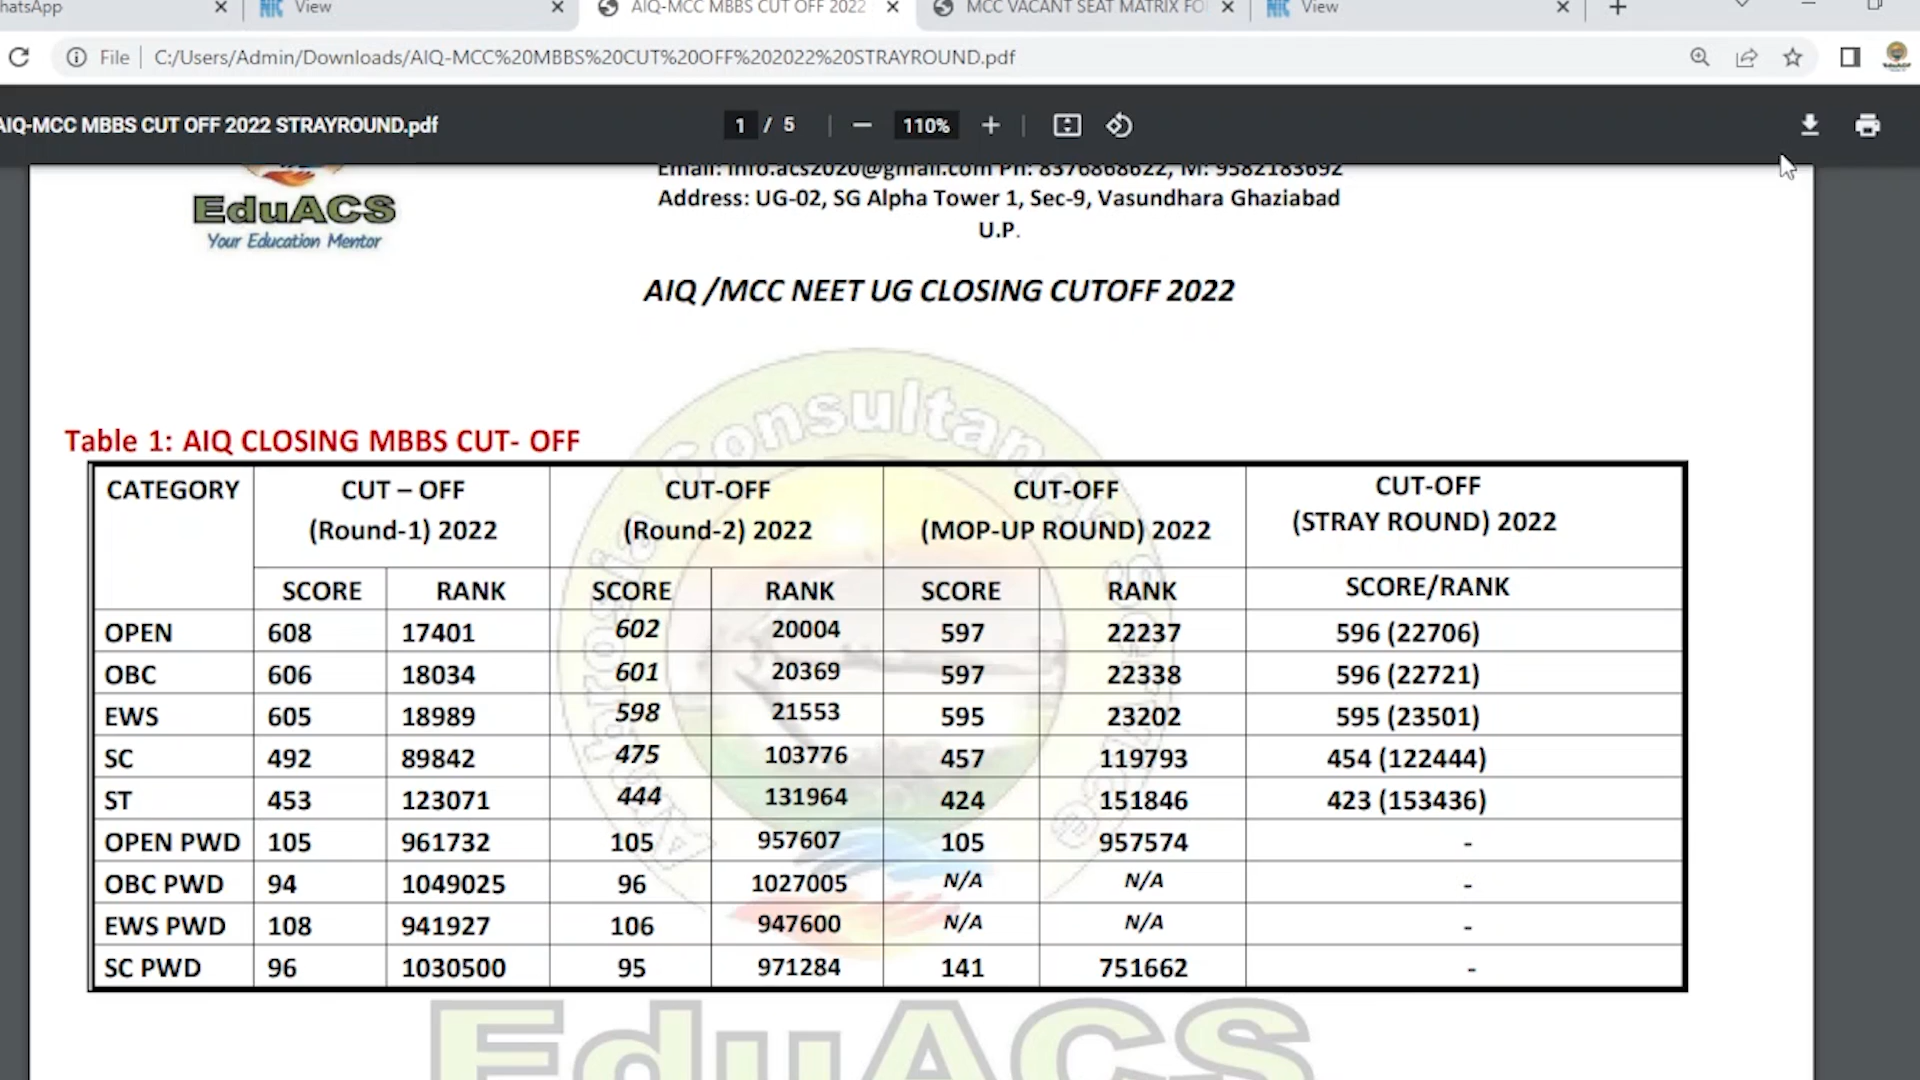 hatsApp
NIC View
AIQ-MCC MBBS CUT OFF 2022
MCC VACANT SEAT MATRIX FO
NIC View
File C:/Users/Admin/Downloads/AIQ-MCC%20MBBS%20CUT%20OFF%202022%20STRAYROUND.pdf
AIQ-MCC MBBS CUT OFF 2022 STRAYROUND.pdf 1 / 5 110%
Email: info.acs2020@gmail.com Ph: 8376868622, M: 9582183692
EduACS
Your Education Mentor
Address: UG-02, SG Alpha Tower 1, Sec-9, Vasundhara Ghaziabad
U.P.
AIQ /MCC NEET UG CLOSING CUTOFF 2022
Table 1: AIQ CLOSING MBBS CUT- OFF
CATEGORY CUT – OFF CUT-OFF CUT-OFF CUT-OFF
(Round-1) 2022 (Round-2) 2022 (MOP-UP ROUND) 2022 (STRAY ROUND) 2022
SCORE RANK SCORE RANK SCORE RANK SCORE/RANK
OPEN 608 17401 602 20004 597 22237 596 (22706)
OBC 606 18034 601 20369 597 22338 596 (22721)
EWS 605 18989 598 21553 595 23202 595 (23501)
SC 492 89842 475 103776 457 119793 454 (122444)
ST 453 123071 444 131964 424 151846 423 (153436)
OPEN PWD 105 961732 105 957607 105 957574 -
OBC PWD 94 1049025 96 1027005 N/A N/A -
EWS PWD 108 941927 106 947600 N/A N/A -
SC PWD 96 1030500 95 971284 141 751662 -
EduACS